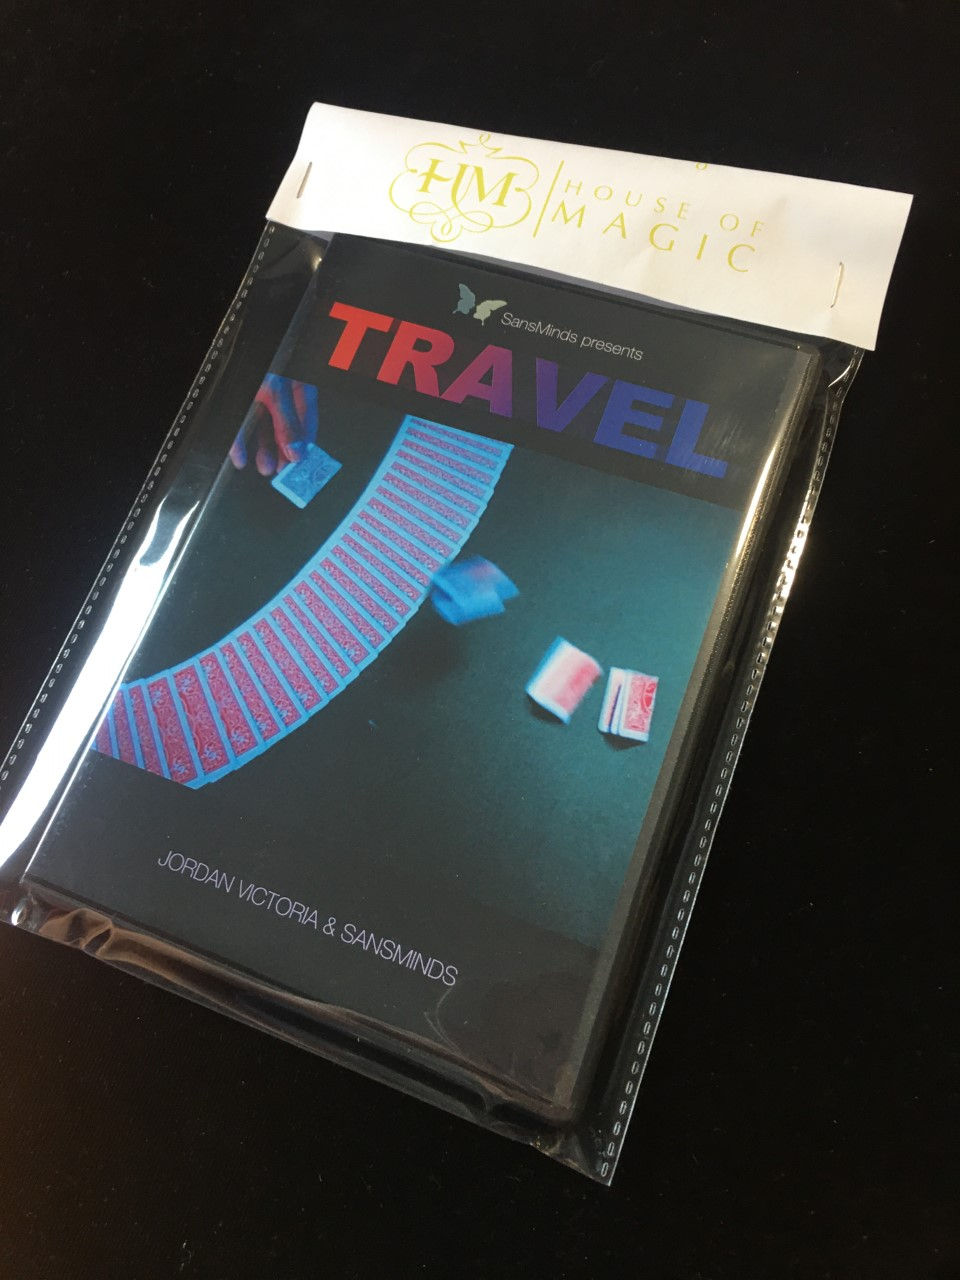 HM
HOUSE OF
MAGIC
SansMinds presents
TRAVEL
JORDAN VICTORIA & SANSMINDS